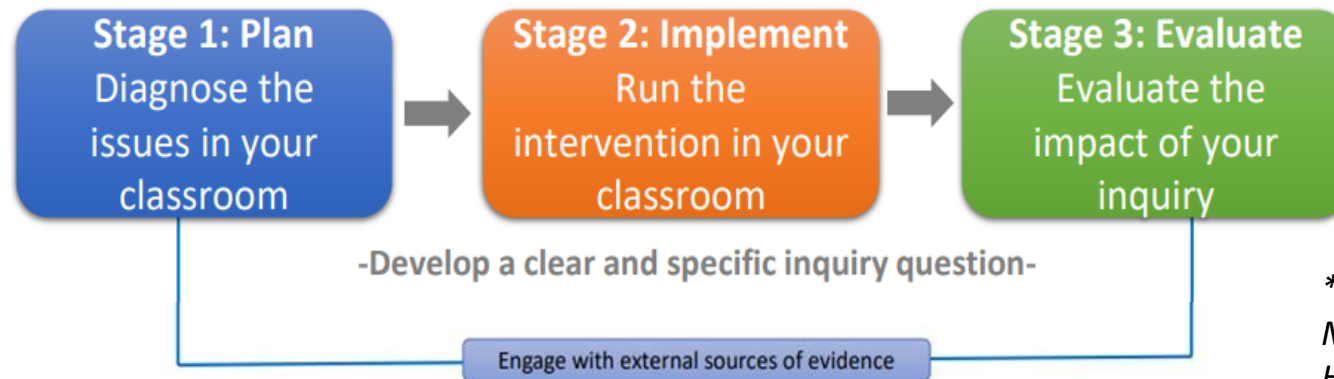 Stage 1: Plan
Diagnose the
issues in your
classroom
Stage 2: Implement
Run the
intervention in your
classroom
Stage 3: Evaluate
Evaluate the
impact of your
inquiry
-Develop a clear and specific inquiry question-
Engage with external sources of evidence
*